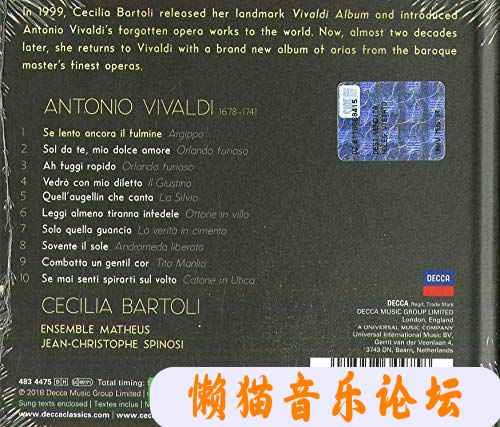 In 1999, Cecilia Bartoli released her landmark Vivaldi Album and introduced
Antonio Vivaldi's forgotten opera works to the world. Now, almost two decades
later, she returns to Vivaldi with a brand new album of arias from the baroque
master's finest operas.
ANTONIO VIVALDI (1678–1741)
1 Se lento ancora il fulmine Argippo
2 Sol da te, mio dolce amore Orlando furioso
3 Ah fuggi rapido Orlando furioso
4 Vedrò con mio diletto Il Giustino
5 Quell'augellin che canta La Silvia
6 Leggi almeno tiranna infedele Ottone in villa
7 Solo quella guancia La verità in cimento
8 Sovente il sole Andromeda liberata
9 Combatta un gentil cor Tito Manlio
10 Se mai senti spirarti sul volto Catone in Utica
CECILIA BARTOLI
ENSEMBLE MATHEUS
JEAN-CHRISTOPHE SPINOSI
DECCA
DECCA Regd. Trade Mark
DECCA MUSIC GROUP LIMITED
London, England
A UNIVERSAL MUSIC COMPANY
Universal International Music BV.
Gerrit van der Veenlaan 4,
3743 DN, Baarn, Netherlands
483 4475 Total timing:
© 2018 Decca Music Group Limited
Sung texts enclosed | Textes inclus
www.deccaclassics.com
懒猫音乐论坛